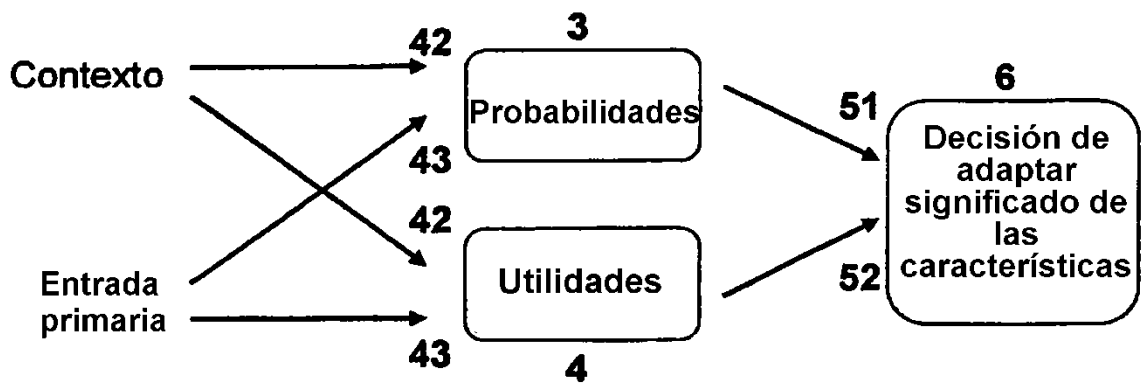 3
42
Contexto
6
Probabilidades
51
Decisión de
adaptar
significado de
las
características
43
42
52
Entrada
primaria
Utilidades
43
4